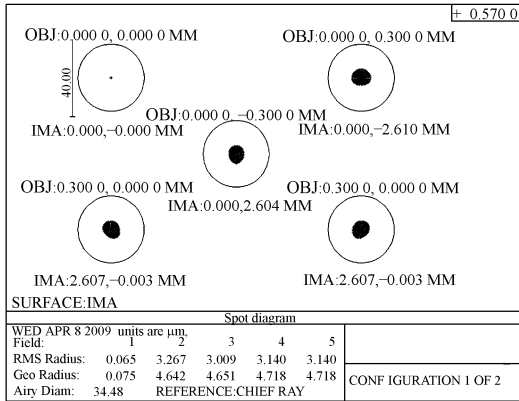 + 0.570 0
OBJ:0.000 0, 0.000 0 MM
OBJ:0.000 0, 0.300 0 MM
40.00
IMA:0.000,−0.000 MM
OBJ:0.000 0, −0.300 0 MM
IMA:0.000,−2.610 MM
OBJ:0.300 0, 0.000 0 MM
IMA:0.000,2.604 MM
OBJ:0.300 0, 0.000 0 MM
IMA:2.607,−0.003 MM
IMA:2.607,−0.003 MM
SURFACE:IMA
Spot diagram
WED APR 8 2009 units are μm,
Field: 1 2 3 4 5
RMS Radius: 0.065 3.267 3.009 3.140 3.140
Geo Radius: 0.075 4.642 4.651 4.718 4.718
Airy Diam: 34.48 REFERENCE:CHIEF RAY
CONF IGURATION 1 OF 2